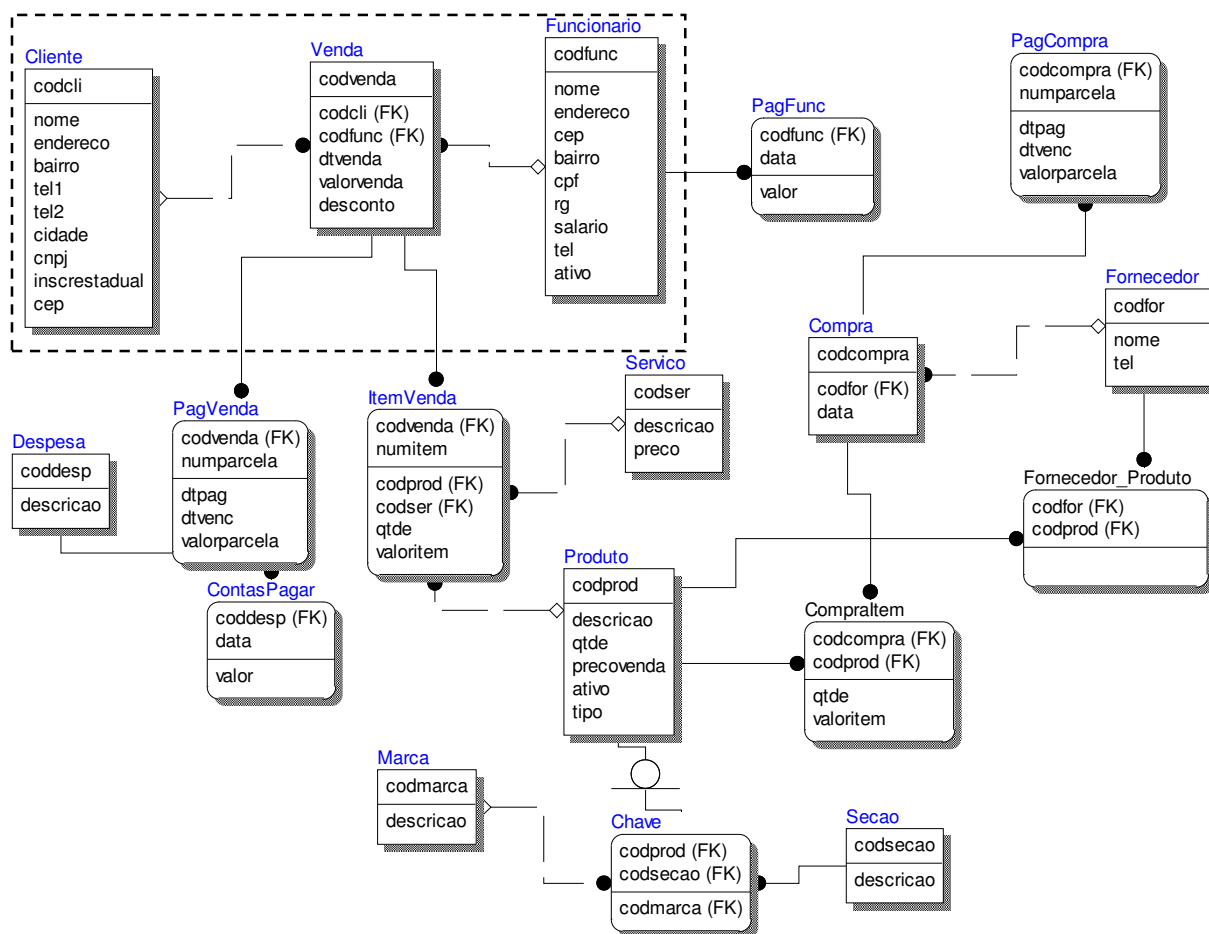 Cliente
codcli
nome
endereco
bairro
tel1
tel2
cidade
cnpj
inscrestadual
cep
Venda
codvenda
codcli (FK)
codfunc (FK)
dtvenda
valorvenda
desconto
Funcionario
codfunc
nome
endereco
cep
bairro
cpf
rg
salario
tel
ativo
PagFunc
codfunc (FK)
data
valor
PagCompra
codcompra (FK)
numparcela
dtpag
dtvenc
valorparcela
Fornecedor
codfor
nome
tel
Compra
codcompra
codfor (FK)
data
Servico
codser
descricao
preco
Despesa
coddesp
descricao
PagVenda
codvenda (FK)
numparcela
dtpag
dtvenc
valorparcela
ItemVenda
codvenda (FK)
numitem
codprod (FK)
codser (FK)
qtde
valoritem
Fornecedor_Produto
codfor (FK)
codprod (FK)
ContasPagar
coddesp (FK)
data
valor
Produto
codprod
descricao
qtde
precovenda
ativo
tipo
CompraItem
codcompra (FK)
codprod (FK)
qtde
valoritem
Marca
codmarca
descricao
Chave
codprod (FK)
codsecao (FK)
codmarca (FK)
Secao
codsecao
descricao